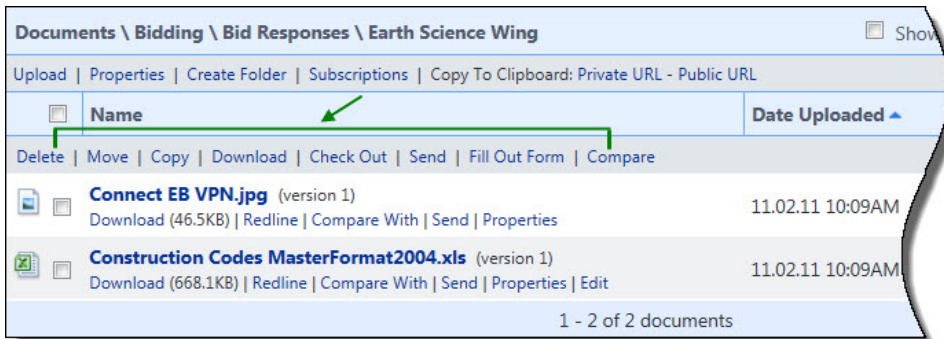 Documents \ Bidding \ Bid Responses \ Earth Science Wing Show
Upload | Properties | Create Folder | Subscriptions | Copy To Clipboard: Private URL - Public URL
Name Date Uploaded
Delete | Move | Copy | Download | Check Out | Send | Fill Out Form | Compare
Connect EB VPN.jpg (version 1)
Download (46.5KB) | Redline | Compare With | Send | Properties
11.02.11 10:09AM
Construction Codes MasterFormat2004.xls (version 1)
Download (668.1KB) | Redline | Compare With | Send | Properties | Edit
11.02.11 10:09AM
1 - 2 of 2 documents